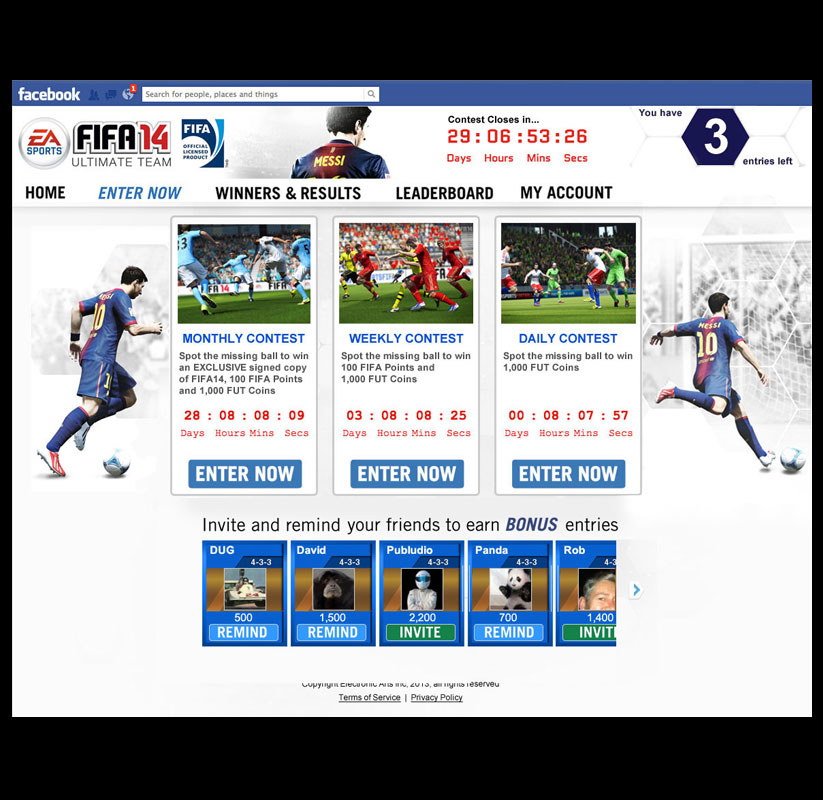 facebook
1
Search for people, places and things
EA SPORTS
FIFA 14
ULTIMATE TEAM
FIFA
OFFICIAL
LICENSED
PRODUCT
MESSI
Contest Closes in...
29 : 06 : 53 : 26
Days Hours Mins Secs
You have
3
entries left
HOME ENTER NOW WINNERS & RESULTS LEADERBOARD MY ACCOUNT
10
MONTHLY CONTEST
Spot the missing ball to win
an EXCLUSIVE signed copy
of FIFA14, 100 FIFA Points
and 1,000 FUT Coins
28 : 08 : 08 : 09
Days Hours Mins Secs
ENTER NOW
WEEKLY CONTEST
Spot the missing ball to win
100 FIFA Points and
1,000 FUT Coins
03 : 08 : 08 : 25
Days Hours Mins Secs
ENTER NOW
DAILY CONTEST
Spot the missing ball to win
1,000 FUT Coins
00 : 08 : 07 : 57
Days Hours Mins Secs
ENTER NOW
MESSI
10
Invite and remind your friends to earn BONUS entries
DUG
4-3-3
500
REMIND
David
4-3-3
1,500
REMIND
Publudio
4-3-3
2,200
INVITE
Panda
4-3-3
700
REMIND
Rob
4-3-3
1,400
INVIT
Copyright Electronic Arts Inc, 2013, all rights reserved
Terms of Service | Privacy Policy